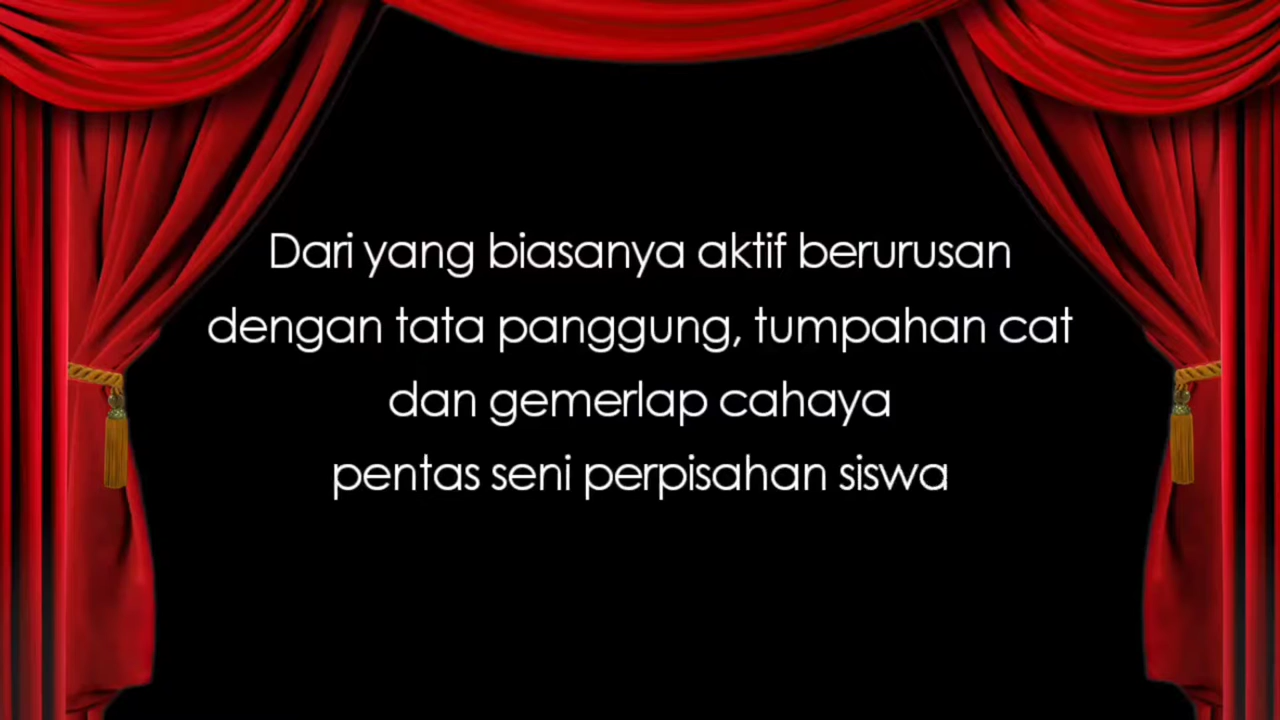 Dari yang biasanya aktif berurusan
dengan tata panggung, tumpahan cat
dan gemerlap cahaya
pentas seni perpisahan siswa